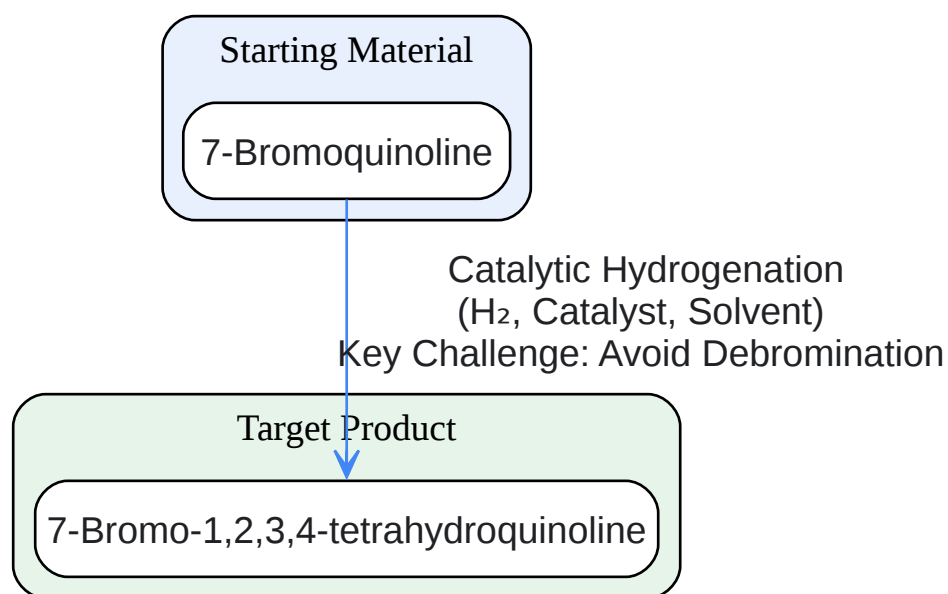 Starting Material
7-Bromoquinoline
Catalytic Hydrogenation
(H₂, Catalyst, Solvent)
Key Challenge: Avoid Debromination
Target Product
7-Bromo-1,2,3,4-tetrahydroquinoline